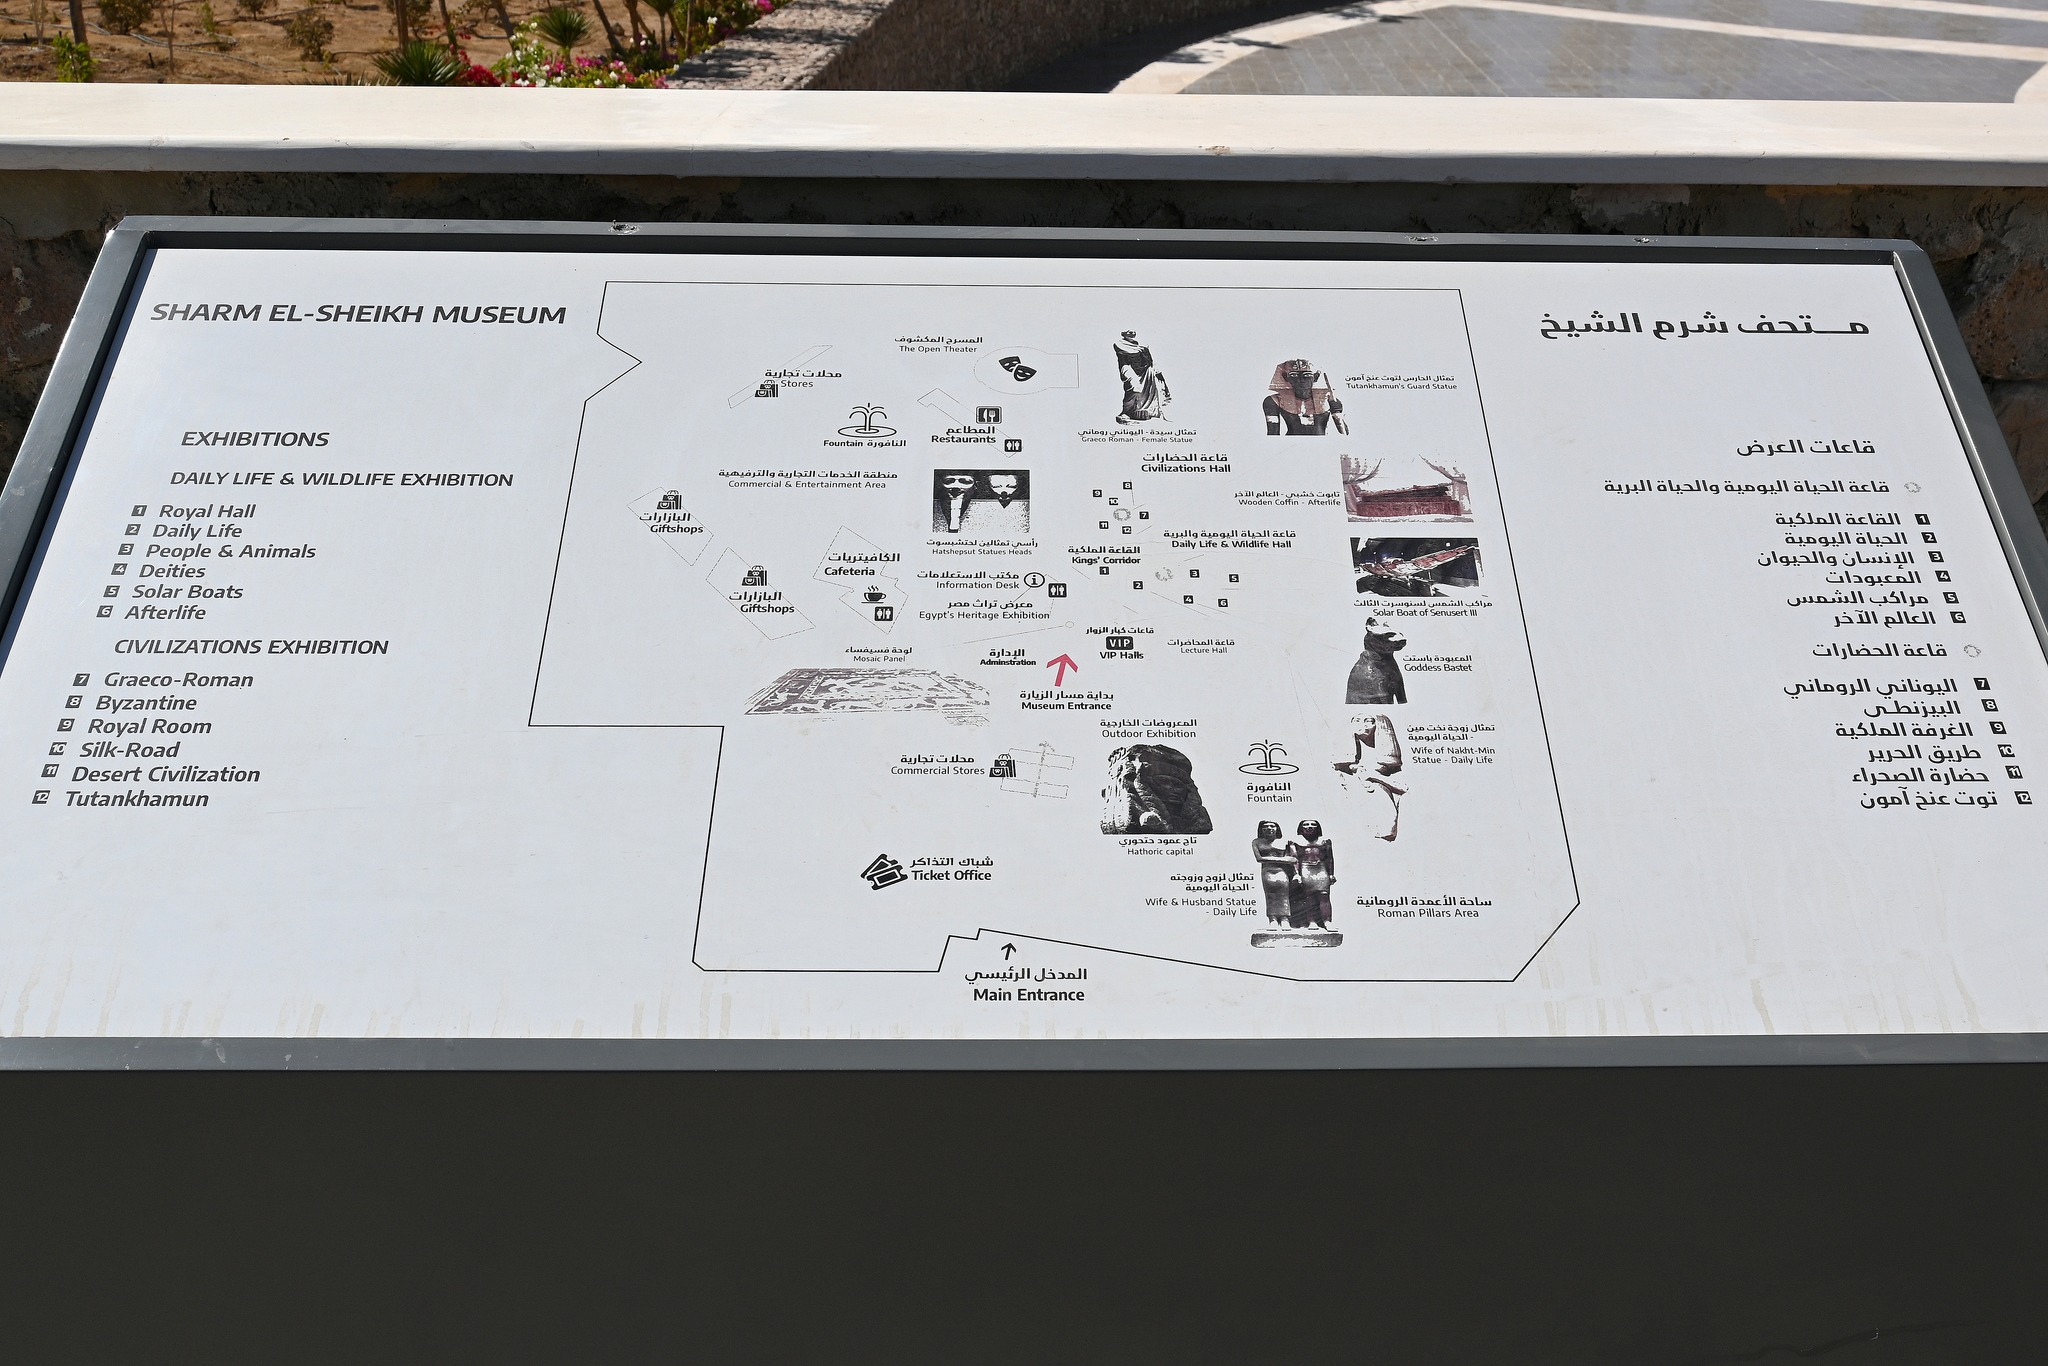 SHARM EL-SHEIKH MUSEUM
EXHIBITIONS
DAILY LIFE & WILDLIFE EXHIBITION
1 Royal Hall
2 Daily Life
3 People & Animals
4 Deities
5 Solar Boats
6 Afterlife
CIVILIZATIONS EXHIBITION
7 Graeco-Roman
8 Byzantine
9 Royal Room
10 Silk-Road
11 Desert Civilization
12 Tutankhamun
المسرح المكشوف
The Open Theater
محلات تجارية
Stores
Fountain النافورة
المطاعم
Restaurants
تمثال سيدة - اليوناني روماني
Graeco Roman - Female Statue
تمثال الحارس لتوت عنخ آمون
Tutankhamun's Guard Statue
منطقة الخدمات التجارية والترفيهية
Commercial & Entertainment Area
قاعة الحضارات
Civilizations Hall
8
9
10
7
11
12
تابوت خشبي - العالم الآخر
Wooden Coffin - Afterlife
البازارات
Giftshops
رأسي تمثالين لحتشبسوت
Hatshepsut Statues Heads
قاعة الحياة اليومية والبرية
Daily Life & Wildlife Hall
القاعة الملكية
Kings' Corridor
1
2
3
4
5
6
الكافيتريات
Cafeteria
البازارات
Giftshops
مكتب الاستعلامات
Information Desk
i
معرض تراث مصر
Egypt's Heritage Exhibition
مراكب الشمس لسنوسرت الثالث
Solar Boat of Senusert III
لوحة فسيفساء
Mosaic Panel
الإدارة
Adminstration
قاعات كبار الزوار
VIP
VIP Halls
قاعة المحاضرات
Lecture Hall
المعبودة باستت
Goddess Bastet
بداية مسار الزيارة
Museum Entrance
المعروضات الخارجية
Outdoor Exhibition
تمثال زوجة نخت مين
- الحياة اليومية
Wife of Nakht-Min
Statue - Daily Life
محلات تجارية
Commercial Stores
النافورة
Fountain
تاج عمود حتحوري
Hathoric capital
شباك التذاكر
Ticket Office
تمثال لزوج وزوجته
- الحياة اليومية
Wife & Husband Statue
- Daily Life
ساحة الأعمدة الرومانية
Roman Pillars Area
المدخل الرئيسي
Main Entrance
متحف شرم الشيخ
قاعات العرض
قاعة الحياة اليومية والحياة البرية
1 القاعة الملكية
2 الحياة اليومية
3 الإنسان والحيوان
4 المعبودات
5 مراكب الشمس
6 العالم الآخر
قاعة الحضارات
7 اليوناني الروماني
8 البيزنطى
9 الغرفة الملكية
10 طريق الحرير
11 حضارة الصحراء
12 توت عنخ آمون